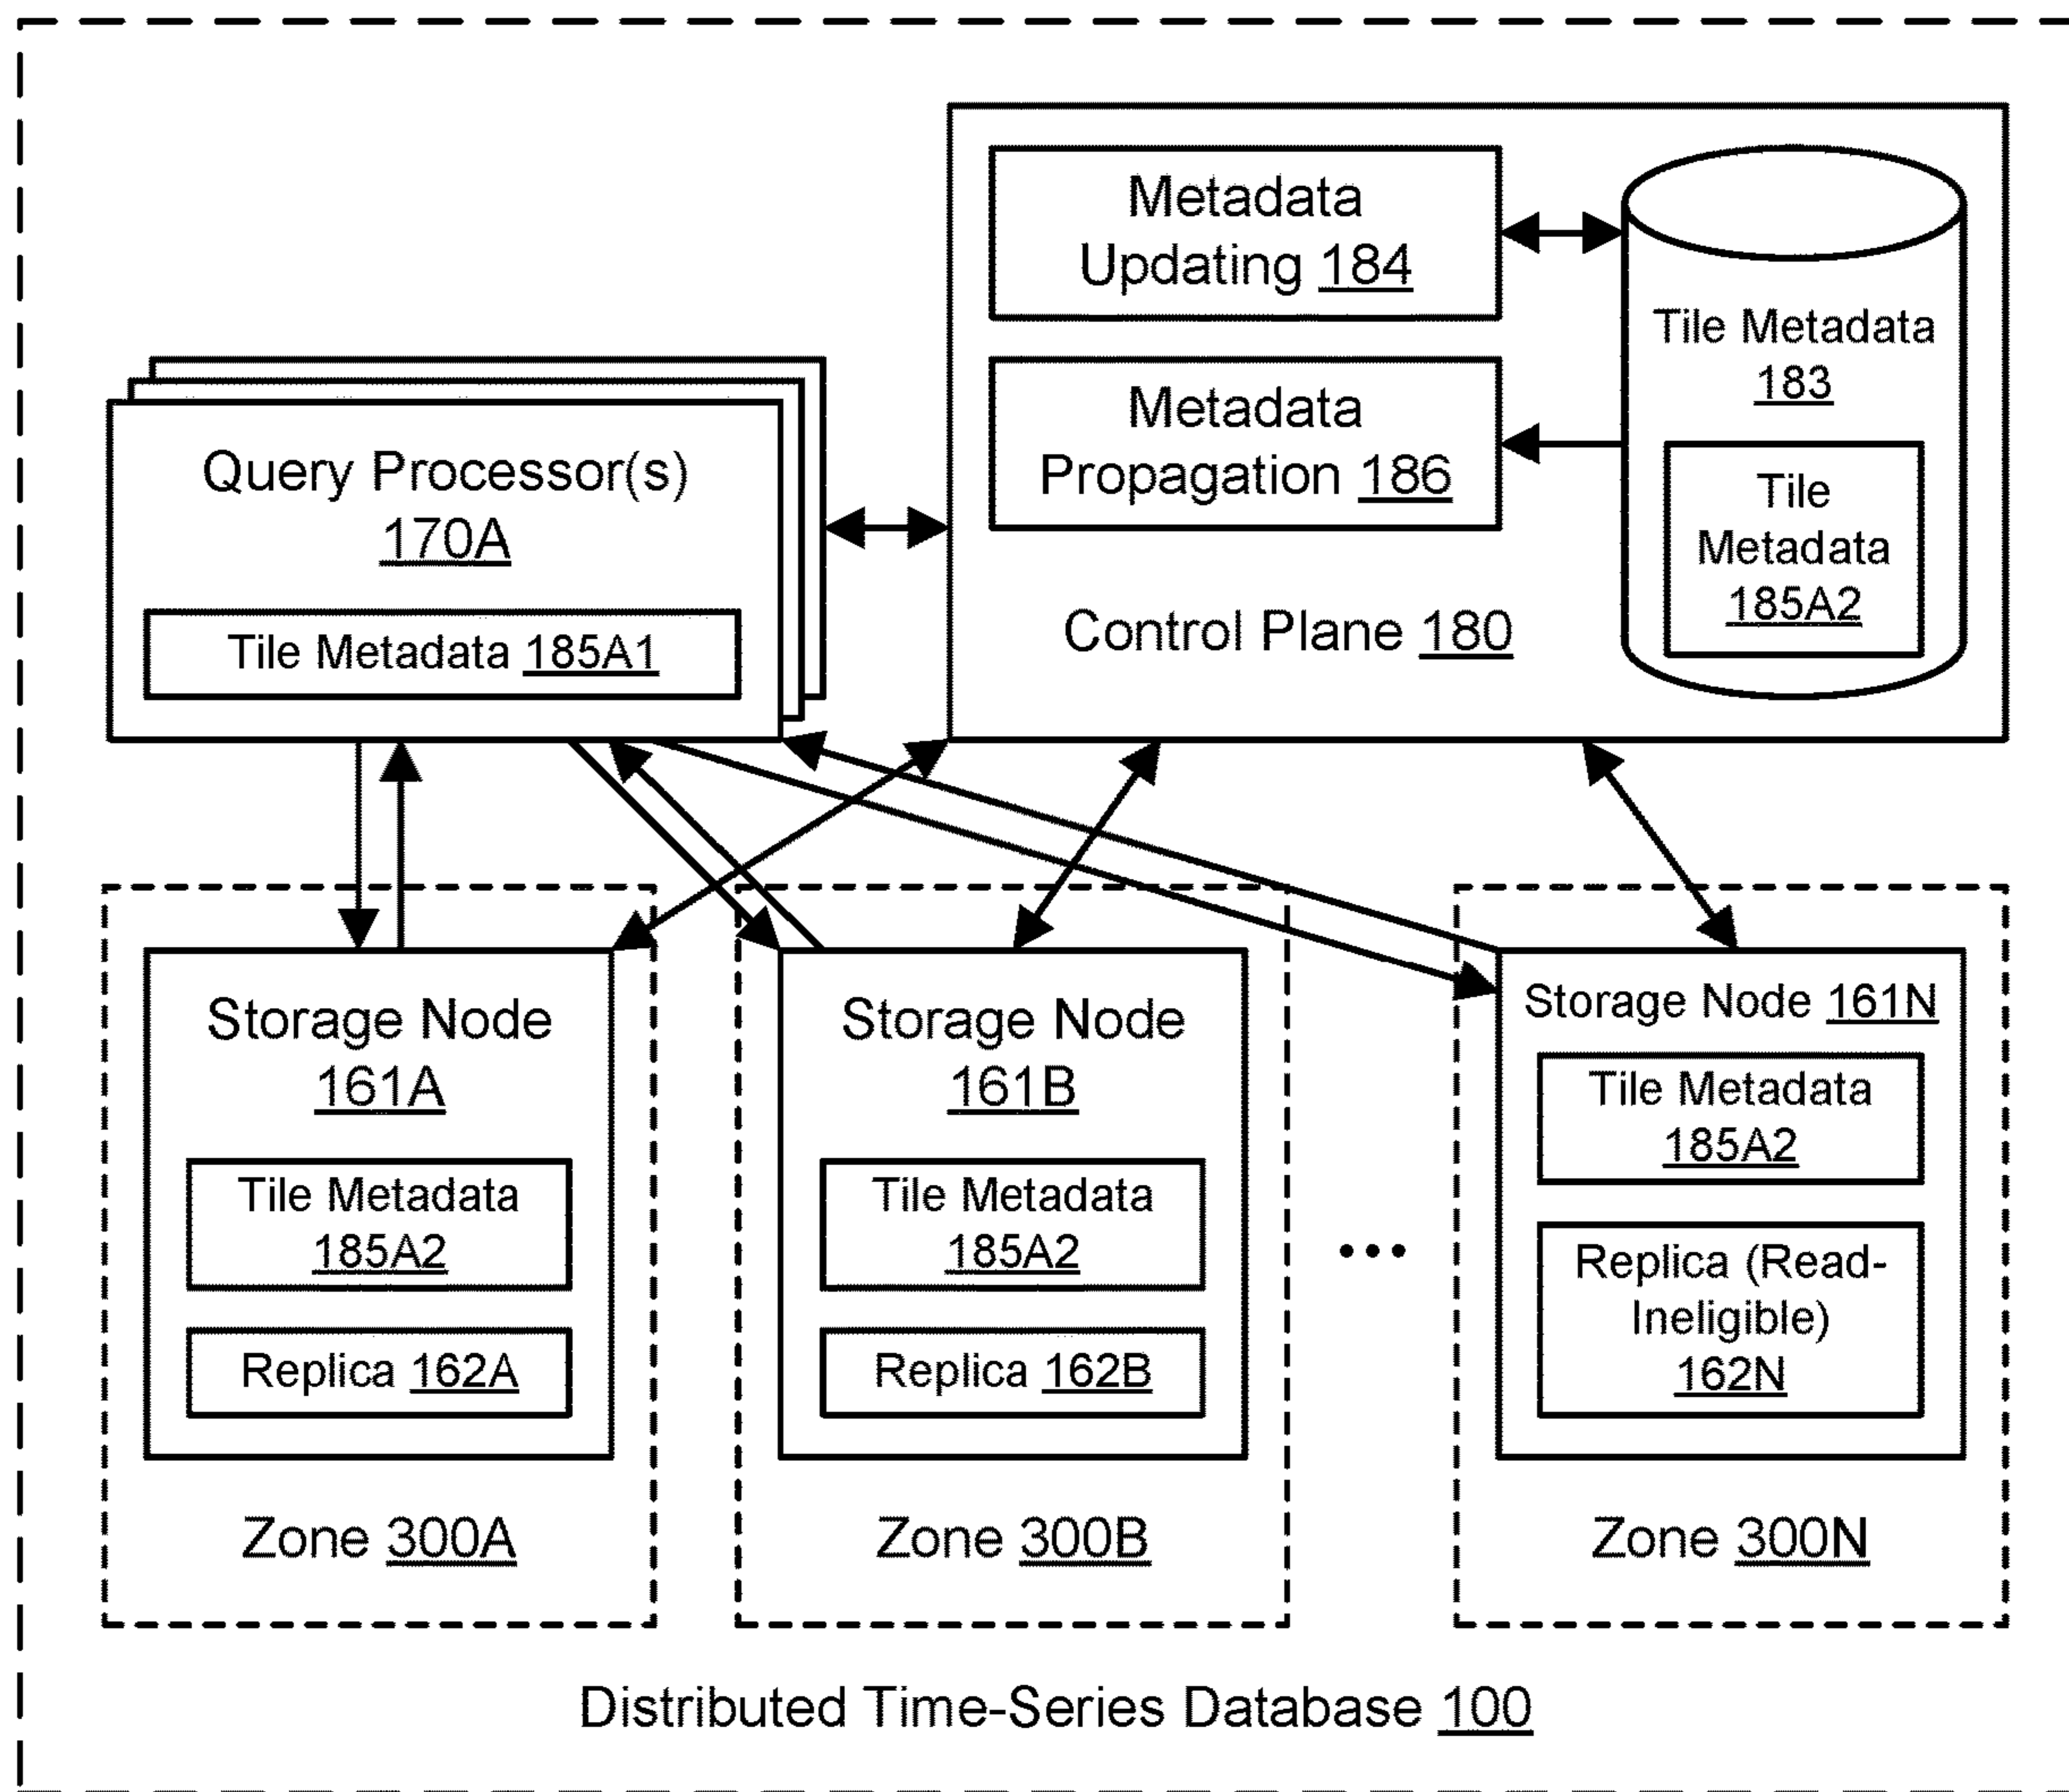 Metadata
Updating 184
Tile Metadata
183
Metadata
Propagation 186
Tile
Metadata
185A2
Control Plane 180
Query Processor(s)
170A
Tile Metadata 185A1
Storage Node
161A
Tile Metadata
185A2
Replica 162A
Zone 300A
Storage Node
161B
Tile Metadata
185A2
Replica 162B
Zone 300B
...
Storage Node 161N
Tile Metadata
185A2
Replica (Read-
Ineligible)
162N
Zone 300N
Distributed Time-Series Database 100